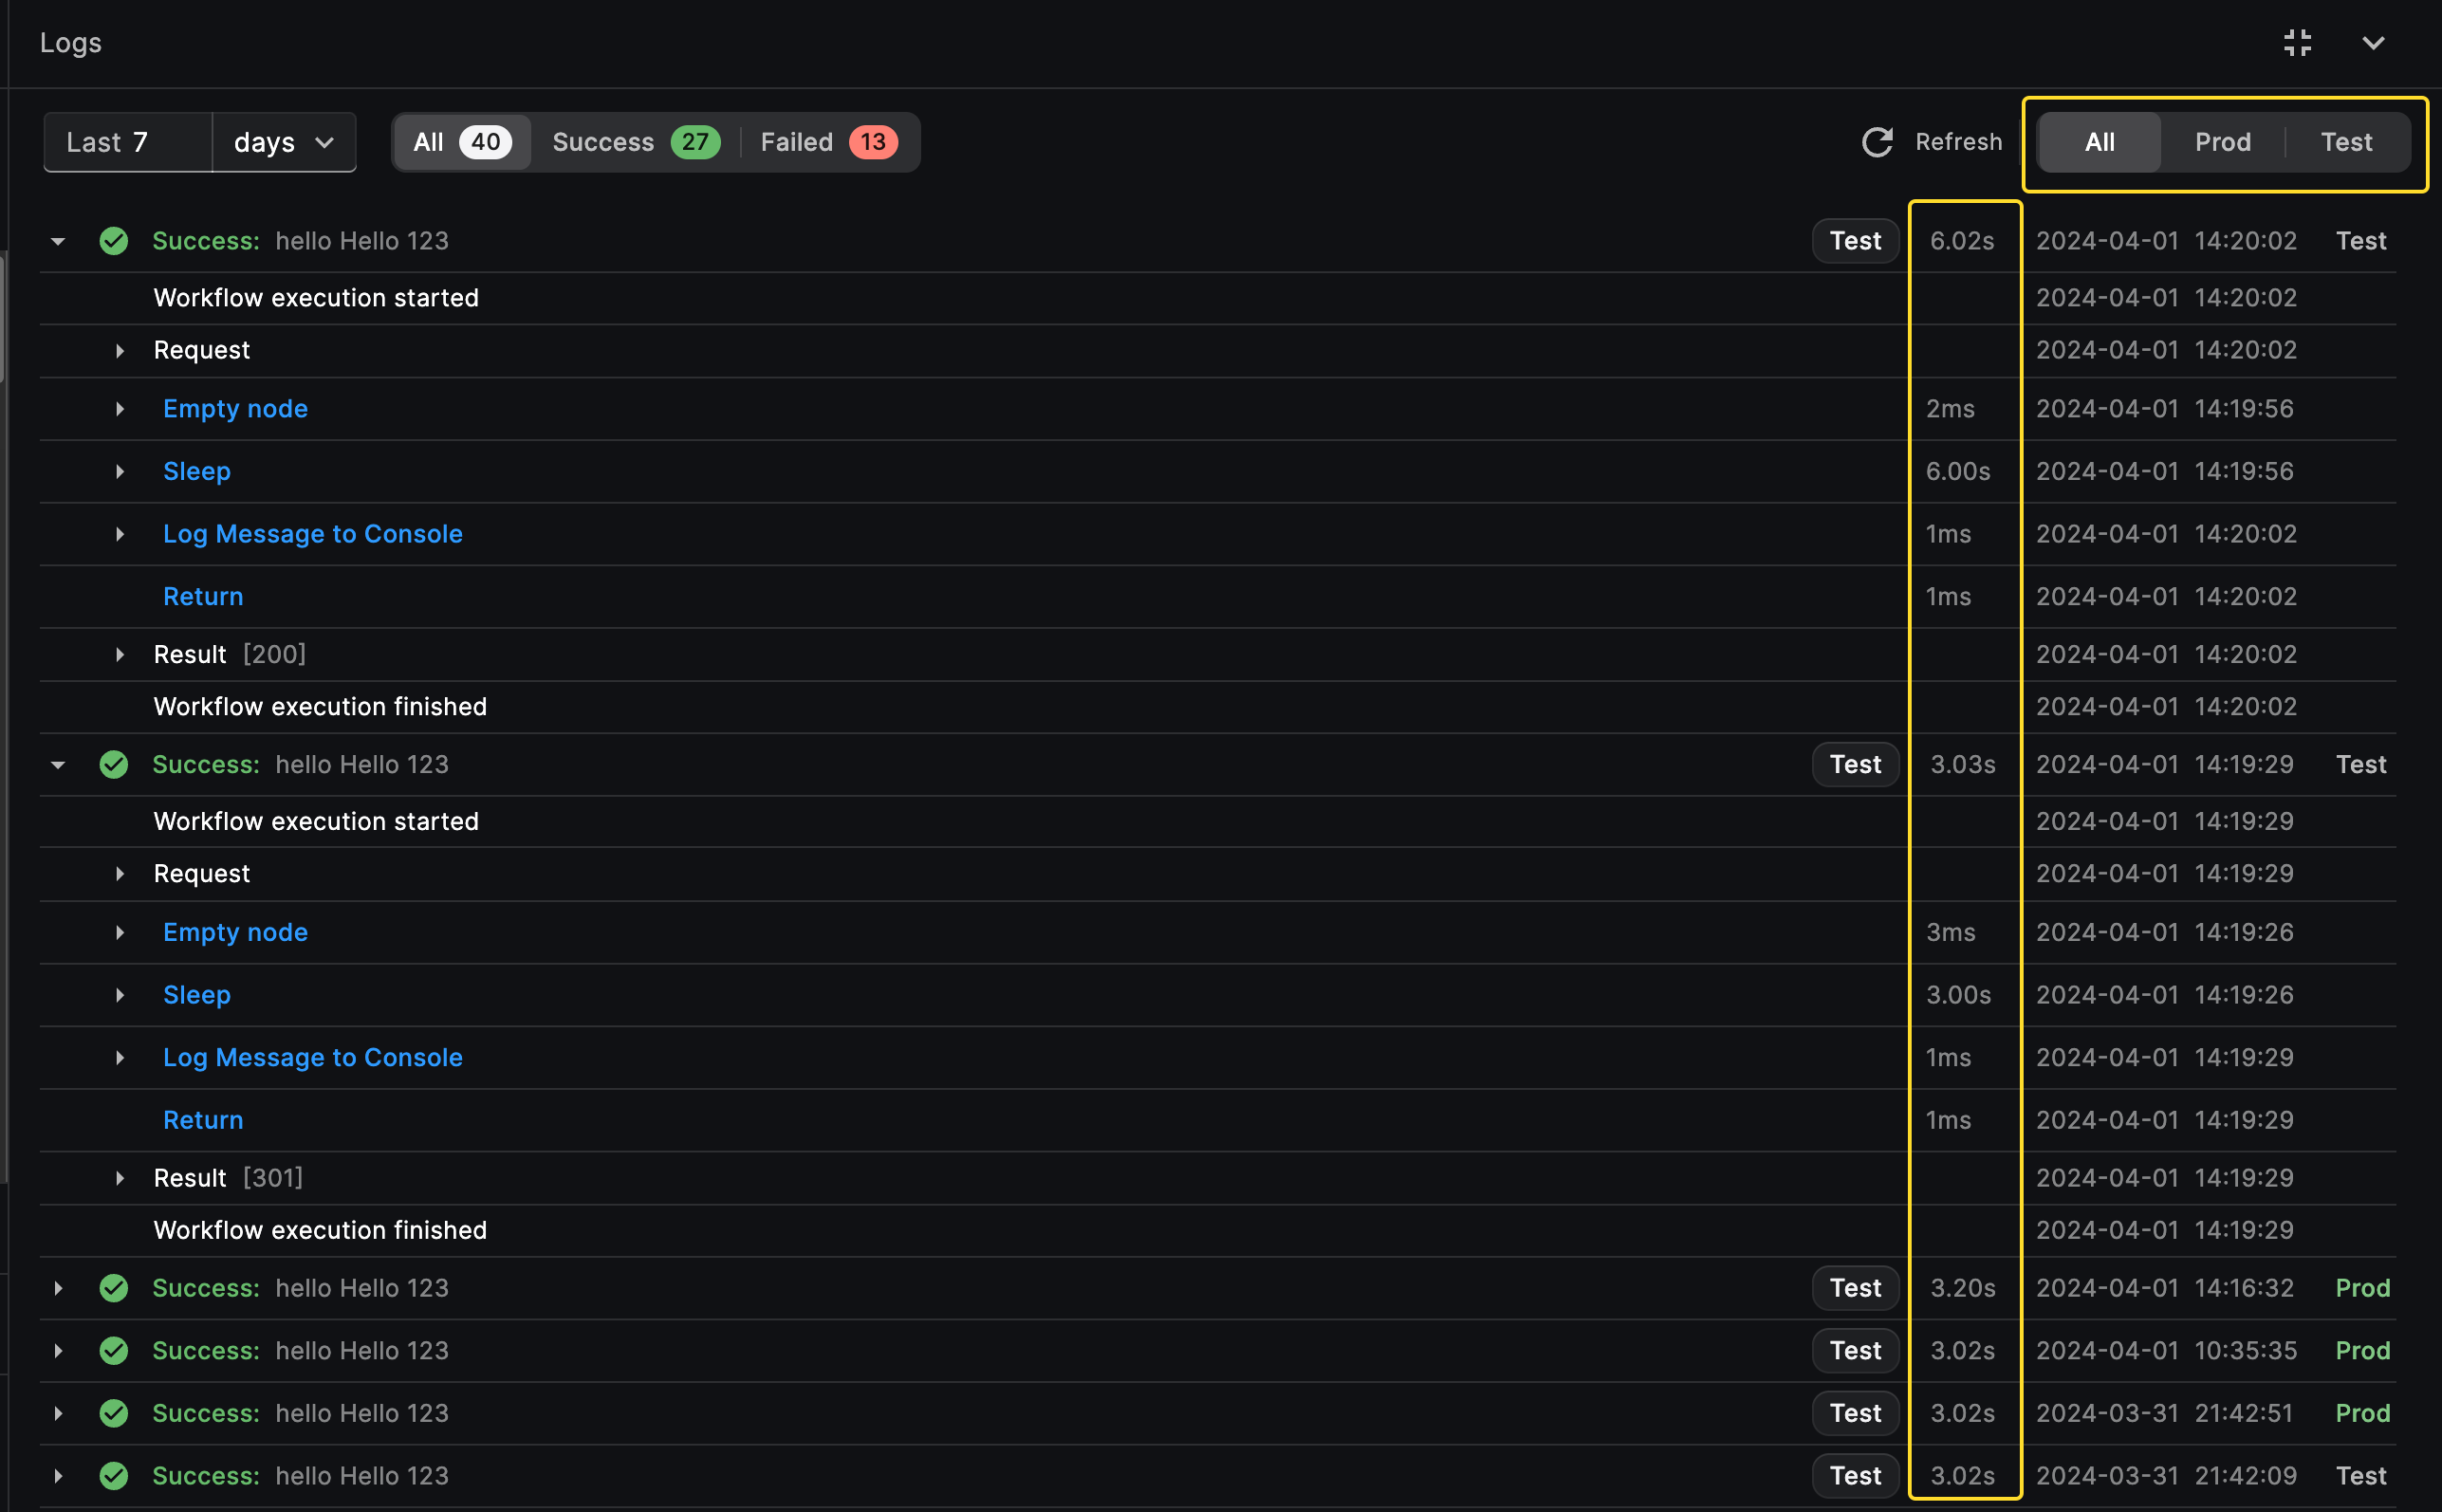 Logs
Last 7 days All 40 Success 27 Failed 13 Refresh All Prod Test
Success: hello Hello 123 Test 6.02s 2024-04-01 14:20:02 Test
Workflow execution started 2024-04-01 14:20:02
Request 2024-04-01 14:20:02
Empty node 2ms 2024-04-01 14:19:56
Sleep 6.00s 2024-04-01 14:19:56
Log Message to Console 1ms 2024-04-01 14:20:02
Return 1ms 2024-04-01 14:20:02
Result [200] 2024-04-01 14:20:02
Workflow execution finished 2024-04-01 14:20:02
Success: hello Hello 123 Test 3.03s 2024-04-01 14:19:29 Test
Workflow execution started 2024-04-01 14:19:29
Request 2024-04-01 14:19:29
Empty node 3ms 2024-04-01 14:19:26
Sleep 3.00s 2024-04-01 14:19:26
Log Message to Console 1ms 2024-04-01 14:19:29
Return 1ms 2024-04-01 14:19:29
Result [301] 2024-04-01 14:19:29
Workflow execution finished 2024-04-01 14:19:29
Success: hello Hello 123 Test 3.20s 2024-04-01 14:16:32 Prod
Success: hello Hello 123 Test 3.02s 2024-04-01 10:35:35 Prod
Success: hello Hello 123 Test 3.02s 2024-03-31 21:42:51 Prod
Success: hello Hello 123 Test 3.02s 2024-03-31 21:42:09 Test